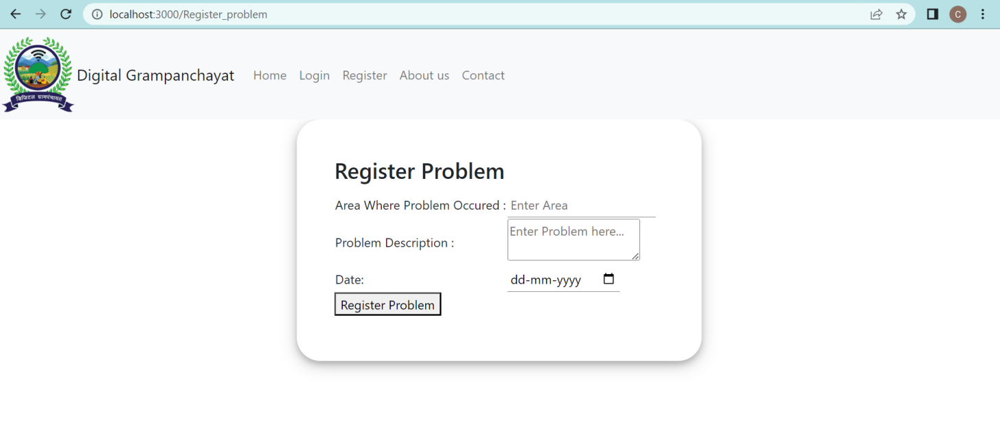 localhost:3000/Register_problem
C
डिजिटल ग्रामपंचायत
Digital Grampanchayat Home Login Register About us Contact
Register Problem
Area Where Problem Occured : Enter Area
Problem Description : Enter Problem here...
Date: dd-mm-yyyy
Register Problem